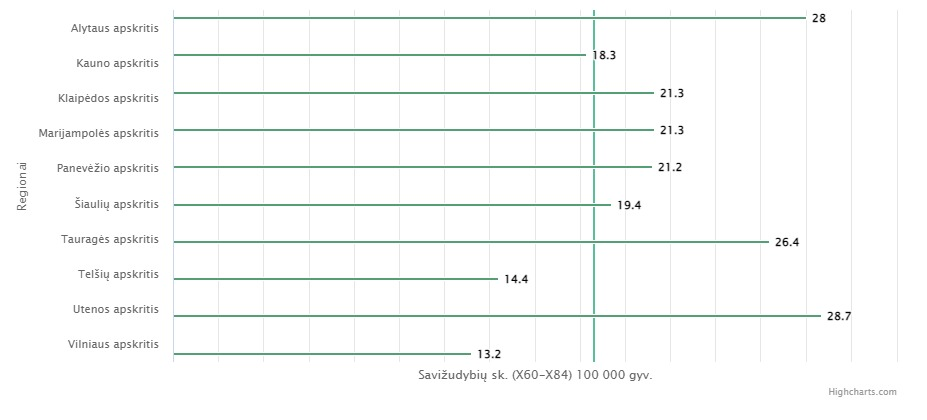 Regionai
Alytaus apskritis 28
Kauno apskritis 18.3
Klaipėdos apskritis 21.3
Marijampolės apskritis 21.3
Panevėžio apskritis 21.2
Šiaulių apskritis 19.4
Tauragės apskritis 26.4
Telšių apskritis 14.4
Utenos apskritis 28.7
Vilniaus apskritis 13.2
Savižudybių sk. (X60-X84) 100 000 gyv.
Highcharts.com